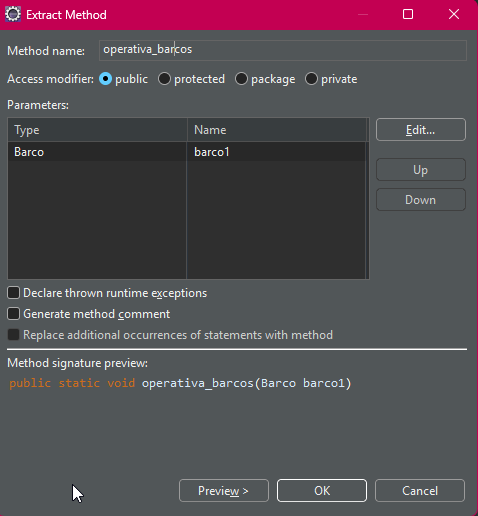 Extract Method
Method name: operativa_barcos
Access modifier: public protected package private
Parameters:
Type Name
Barco barco1
Edit...
Up
Down
Declare thrown runtime exceptions
Generate method comment
Replace additional occurrences of statements with method
Method signature preview:
public static void operativa_barcos(Barco barco1)
Preview > OK Cancel